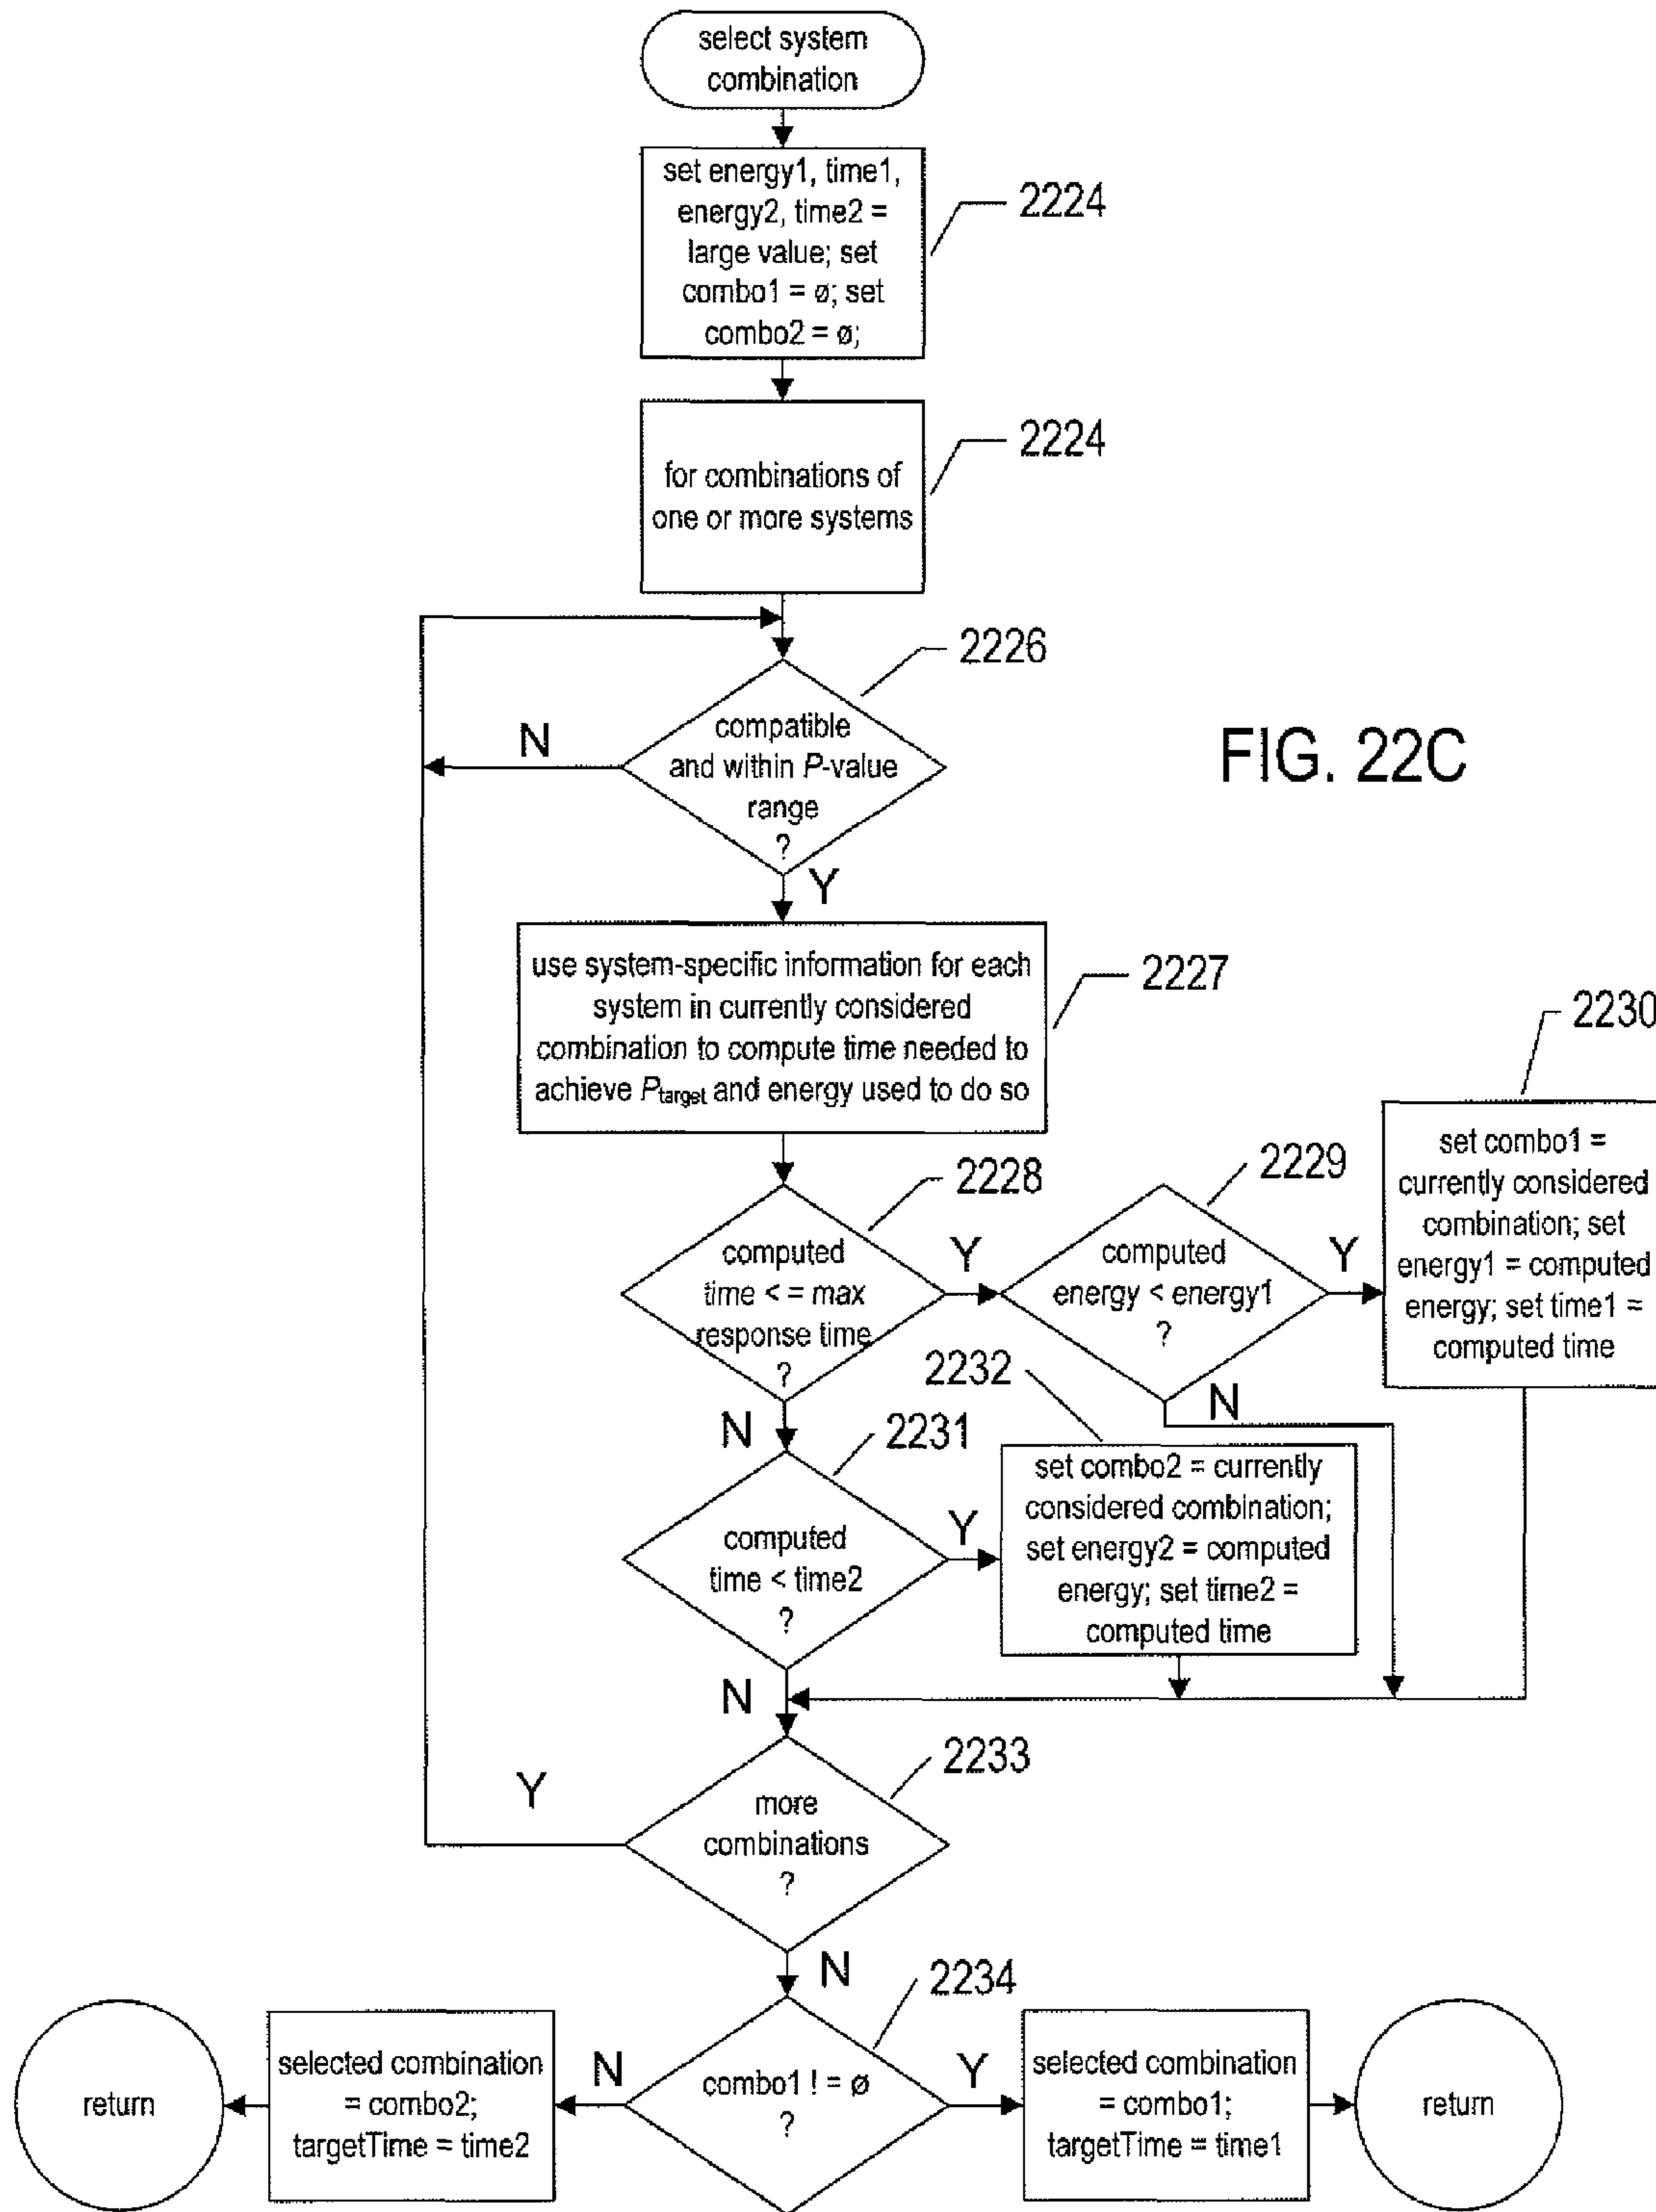 select system
combination
set energy1, time1,
energy2, time2 =
large value; set
combo1 = ø; set
combo2 = ø;
2224
for combinations of
one or more systems
2224
2226
compatible
and within P-value
range
?
N
Y
FIG. 22C
use system-specific information for each
system in currently considered
combination to compute time needed to
achieve Ptarget and energy used to do so
2227
2228
computed
time < = max
response time
?
Y
N
2229
computed
energy < energy1
?
Y
N
2230
set combo1 =
currently considered
combination; set
energy1 = computed
energy; set time1 =
computed time
2231
computed
time < time2
?
Y
N
2232
set combo2 = currently
considered combination;
set energy2 = computed
energy; set time2 =
computed time
2233
more
combinations
?
Y
N
2234
combo1 ! = ø
?
N
Y
selected combination
= combo2;
targetTime = time2
return
selected combination
= combo1;
targetTime = time1
return